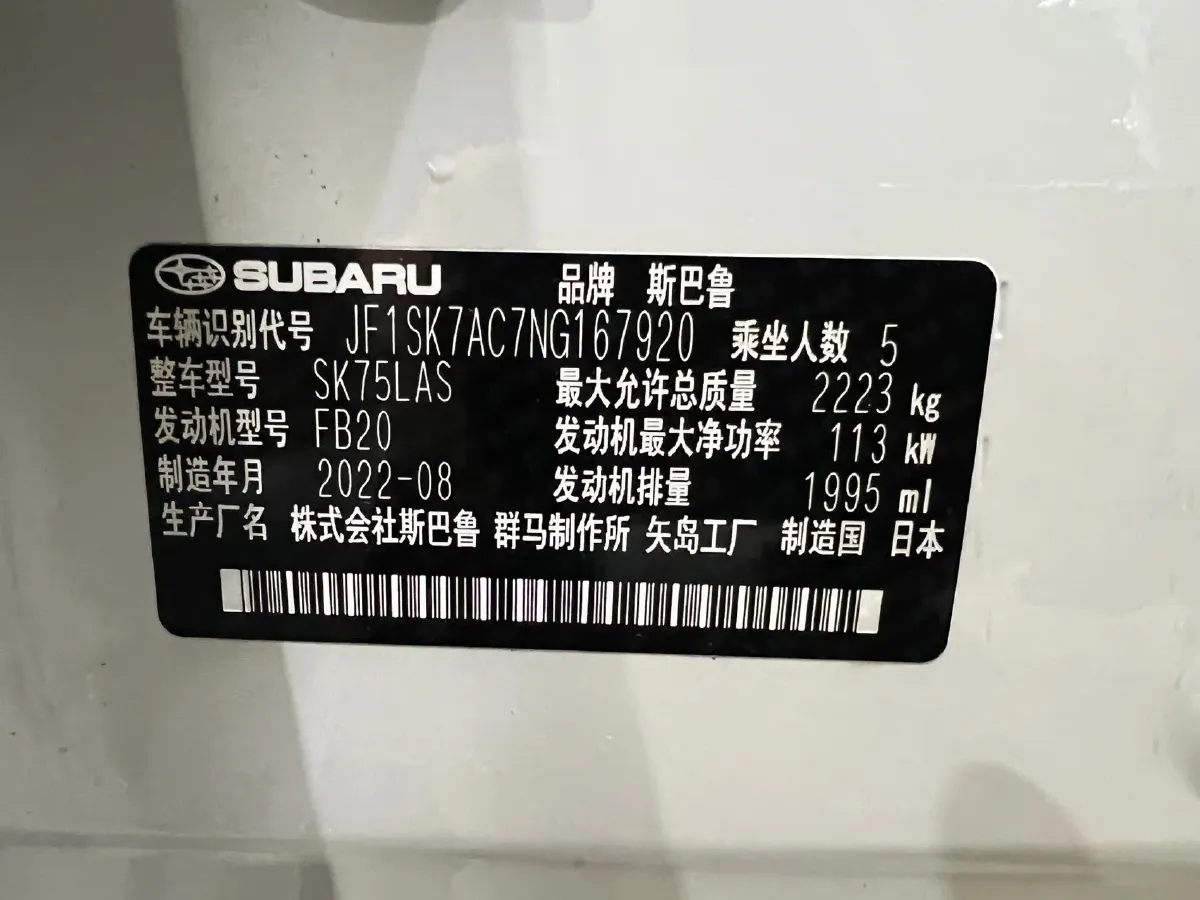 SUBARU 品牌 斯巴鲁
车辆识别代号 JF1SK7AC7NG167920 乘坐人数 5
整车型号 SK75LAS 最大允许总质量 2223 kg
发动机型号 FB20 发动机最大净功率 113 kW
制造年月 2022-08 发动机排量 1995 ml
生产厂名 株式会社斯巴鲁 群马制作所 矢岛工厂 制造国 日本